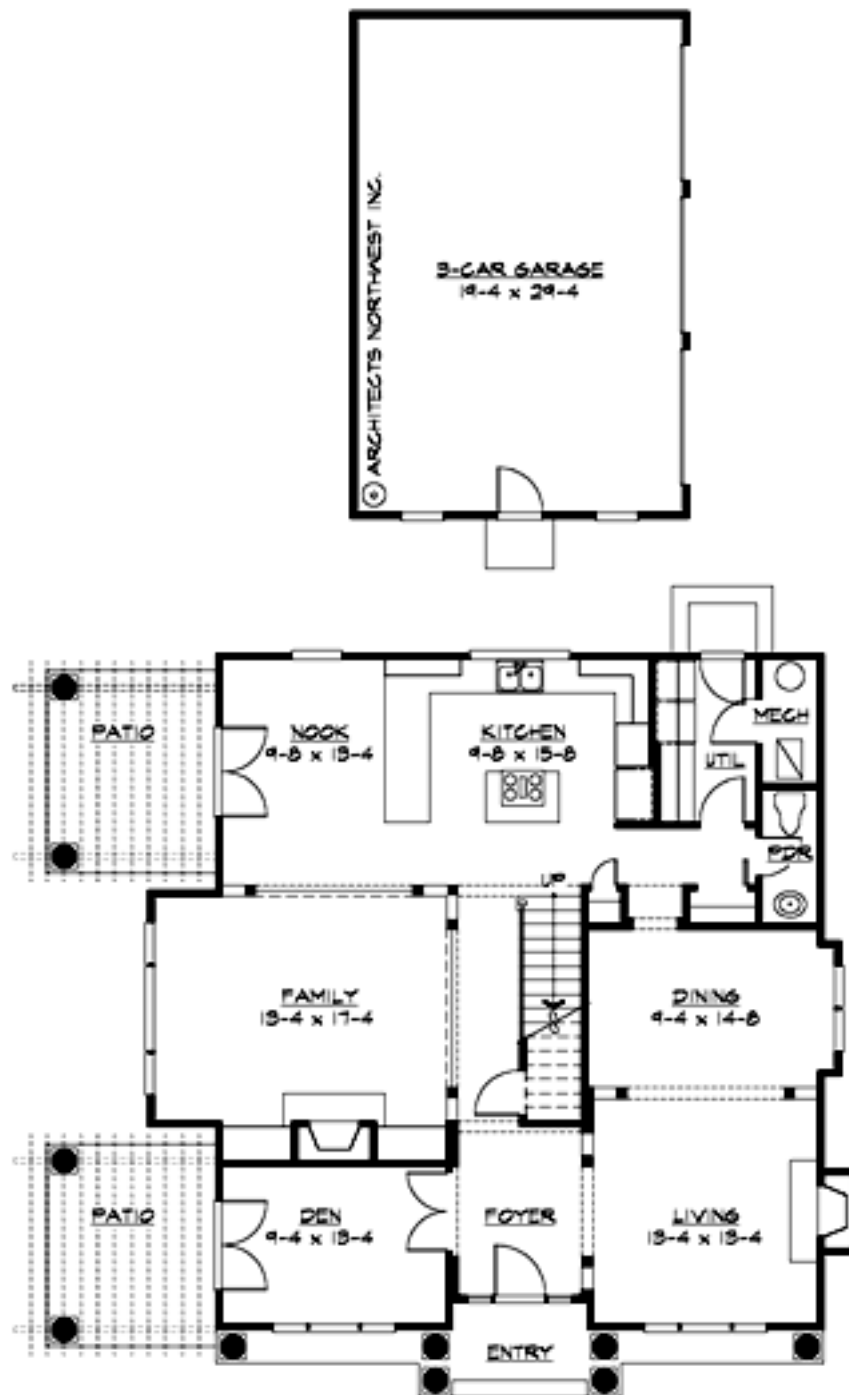 3-CAR GARAGE
19-4 x 29-4
ARCHITECTS NORTHWEST INC.
PATIO
NOOK
9-8 x 13-4
KITCHEN
9-8 x 15-8
MECH
UTIL
PDR
UP
FAMILY
13-4 x 17-4
DINING
9-4 x 14-8
PATIO
DEN
9-4 x 13-4
FOYER
LIVING
13-4 x 13-4
ENTRY